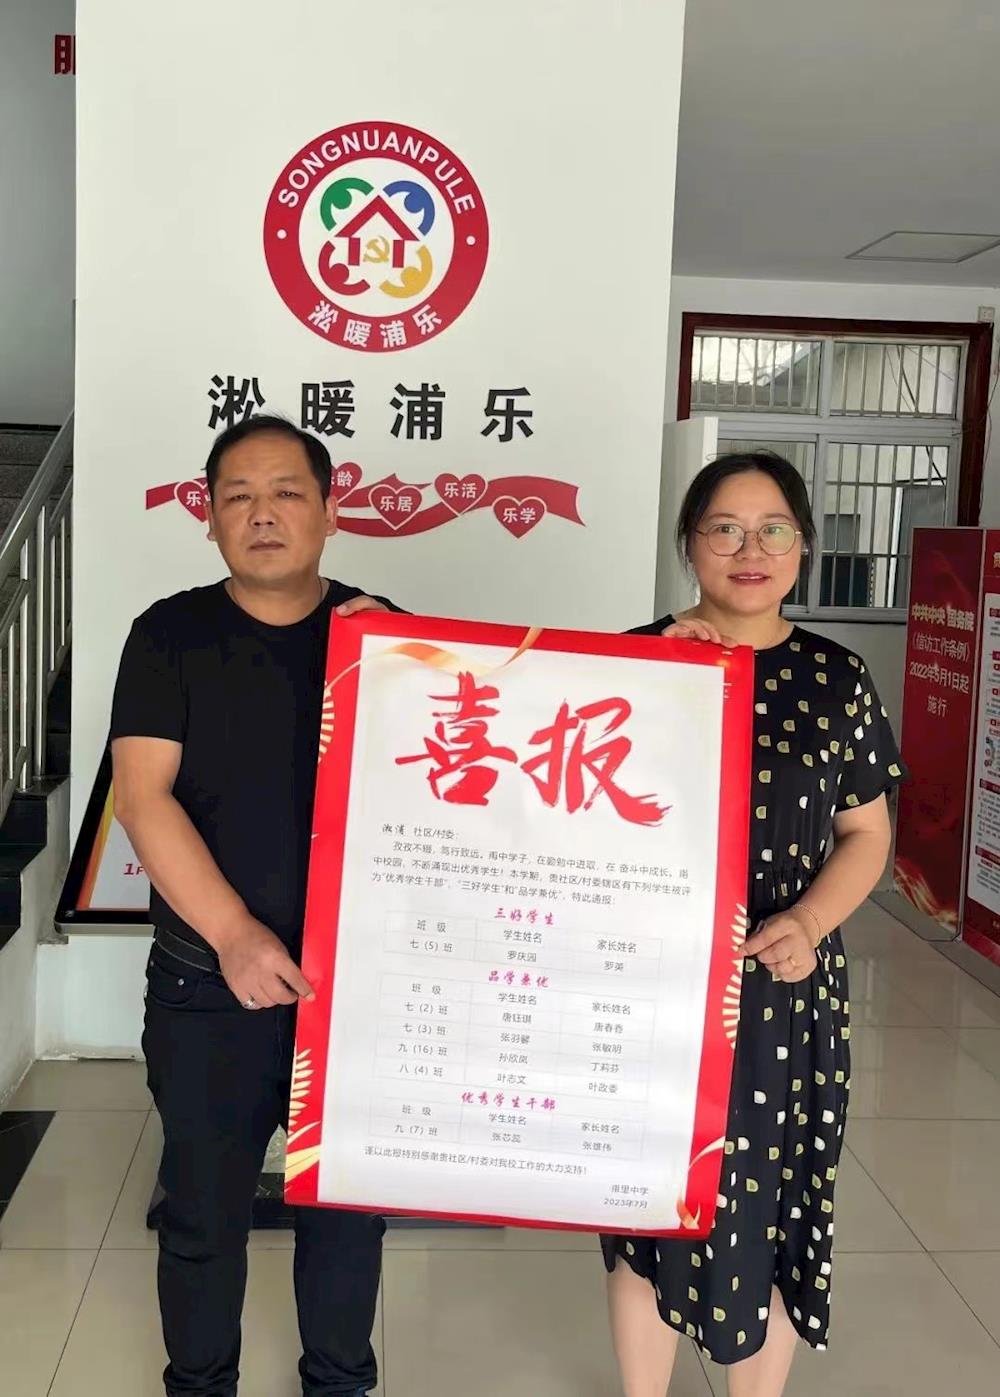 SONGNUANPULE
淞暖浦乐
淞暖浦乐
乐居
乐活
乐学
中共中央 国务院
《信访工作条例》
2022年5月1日起
施行
喜报
淞浦 社区/村委：
孜孜不辍，笃行致远。甪中学子，在勤勉中进取，在 奋斗中成长。甪
中校园，不断涌现出优秀学生！本学期，贵社区/村委辖区有下列学生被评
为“优秀学生干部”，“三好学生”和“品学兼优”，特此通报：
三好学生
班 级 学生姓名 家长姓名
七（5）班 罗庆园 罗英
品学兼优
班 级 学生姓名 家长姓名
七（2）班 唐钰琪 唐春香
七（3）班 张羽馨 张敏明
九（16）班 孙欣岚 丁莉芬
八（4）班 叶志文 叶政委
优秀学生干部
班 级 学生姓名 家长姓名
九（7）班 张芯蕊 张雄伟
谨以此报特别感谢贵社区/村委对我校工作的大力支持！
甪里中学
2023年7月